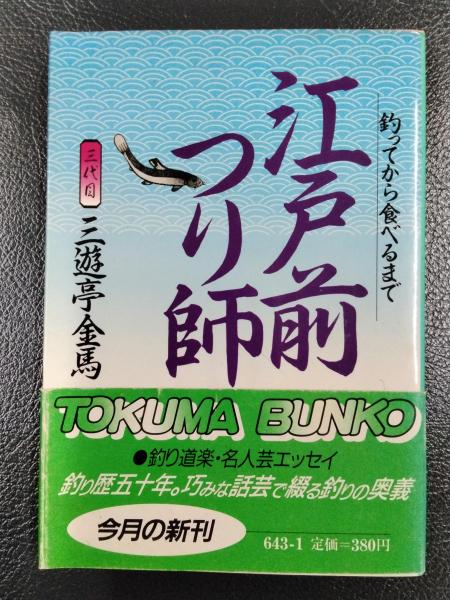 釣ってから食べるまで
江戸前
つり師
三代目
三遊亭金馬
TOKUMA BUNKO
●釣り道楽・名人芸エッセイ
釣り歴五十年。巧みな話芸で綴る釣りの奥義
今月の新刊
643-1 定価=380円